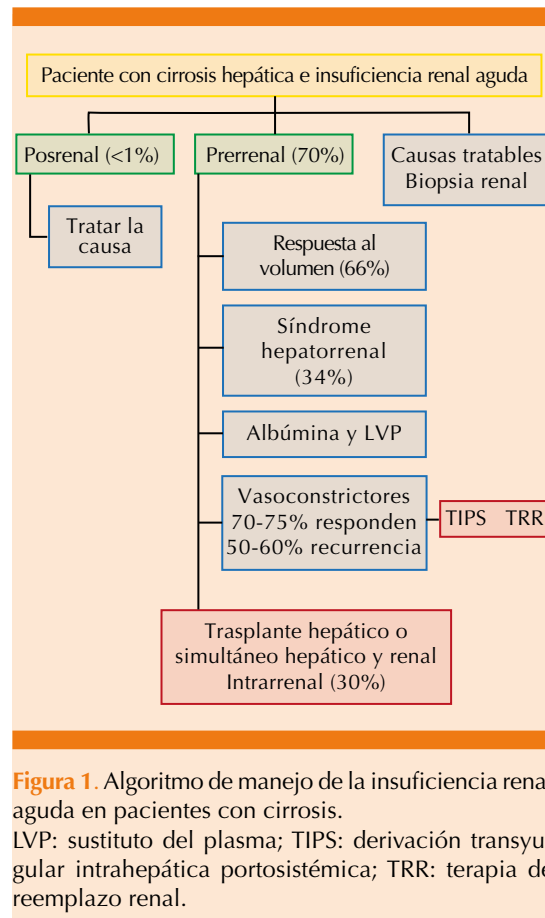 Paciente con cirrosis hepática e insuficiencia renal aguda
Posrenal (<1%)
Prerrenal (70%)
Causas tratables
Biopsia renal
Tratar la
causa
Respuesta al
volumen (66%)
Síndrome
hepatorrenal
(34%)
Albúmina y LVP
Vasoconstrictores
70-75% responden
50-60% recurrencia
TIPS TRR
Trasplante hepático o
simultáneo hepático y renal
Intrarrenal (30%)
Figura 1. Algoritmo de manejo de la insuficiencia rena
aguda en pacientes con cirrosis.
LVP: sustituto del plasma; TIPS: derivación transyu
gular intrahepática portosistémica; TRR: terapia de
reemplazo renal.